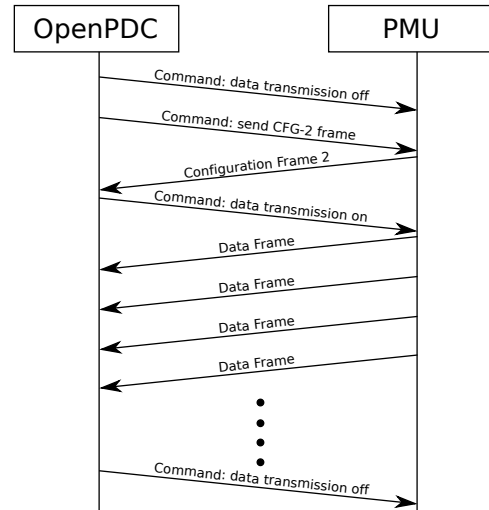 OpenPDC
PMU
Command: data transmission off
Command: send CFG-2 frame
Configuration Frame 2
Command: data transmission on
Data Frame
Data Frame
Data Frame
Data Frame
Command: data transmission off